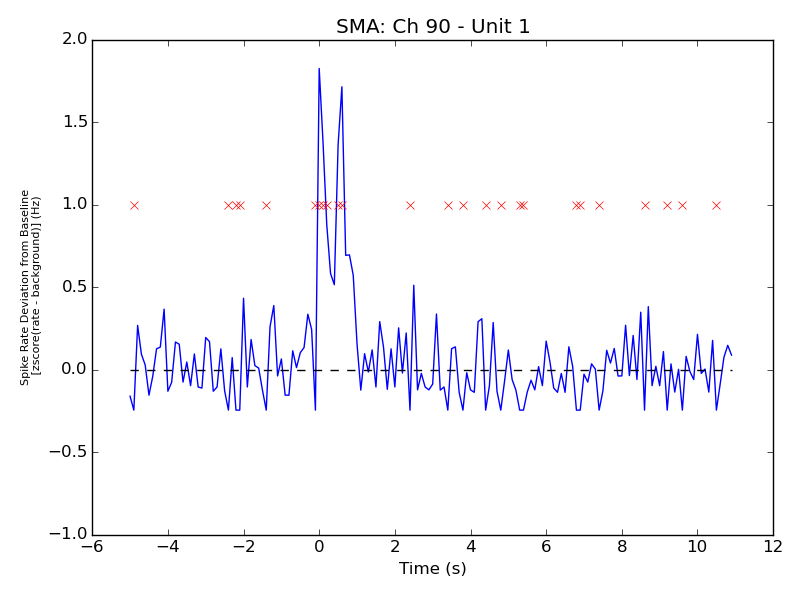 SMA: Ch 90 - Unit 1
2.0
1.5
1.0
0.5
0.0
−0.5
−1.0
Spike Rate Deviation from Baseline
[zscore(rate - background)] (Hz)
−6 −4 −2 0 2 4 6 8 10 12
Time (s)